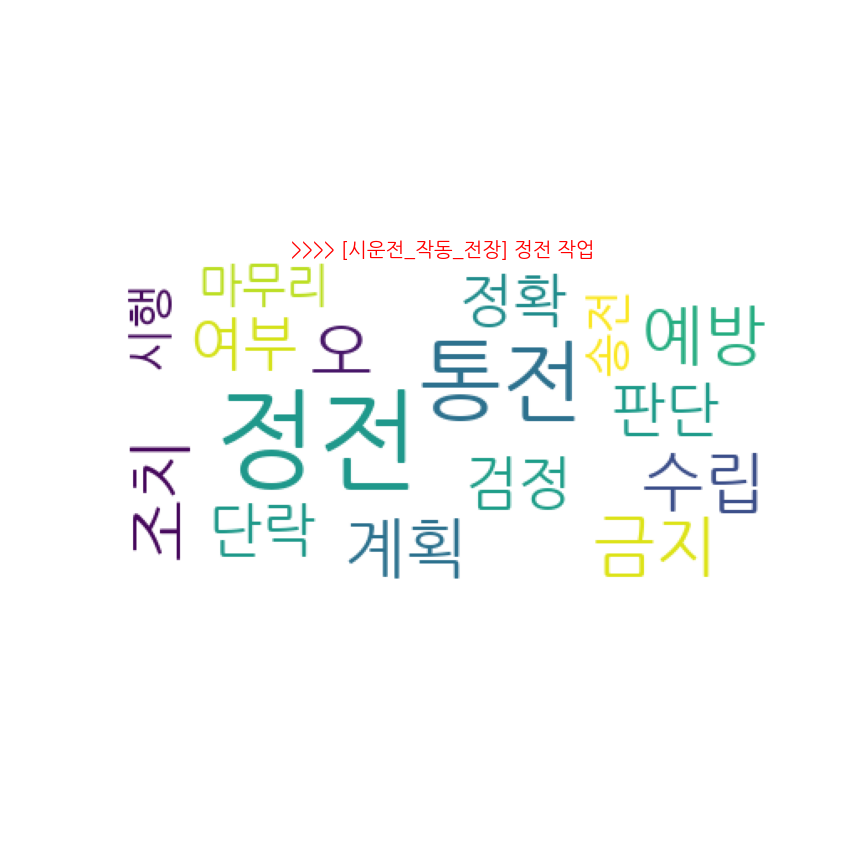 >>>> [시운전_작동_전장] 정전 작업
마무리
시행
정확
송전
예방
여부
오
통전
정전
판단
조치
검정
수립
단락
계획
금지